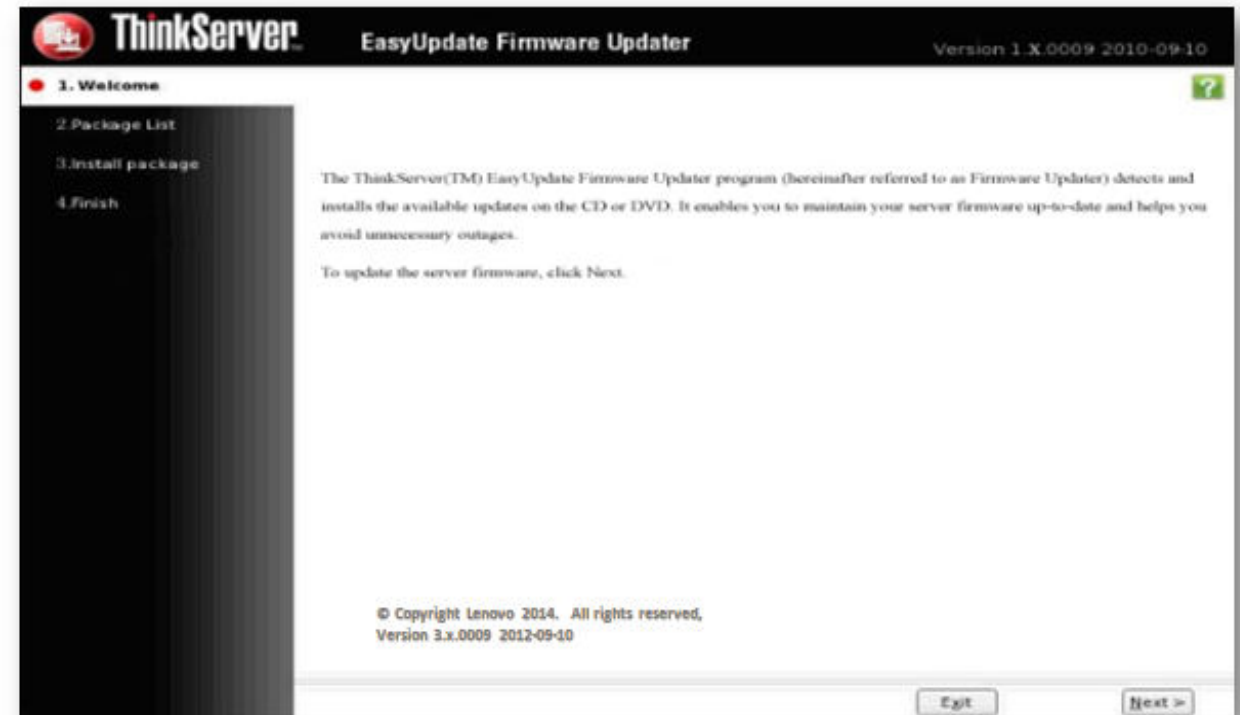 ThinkServer
EasyUpdate Firmware Updater
Version 1.X.0009 2010-09-10
1. Welcome
?
2.Package List
3.Install package
4.Finish
The ThinkServer(TM) EasyUpdate Firmware Updater program (hereinafter referred to as Firmware Updater) detects and
installs the available updates on the CD or DVD. It enables you to maintain your server firmware up-to-date and helps you
avoid unnecessary outages.
To update the server firmware, click Next.
© Copyright Lenovo 2014. All rights reserved,
Version 3.x.0009 2012-09-10
Exit
Next >